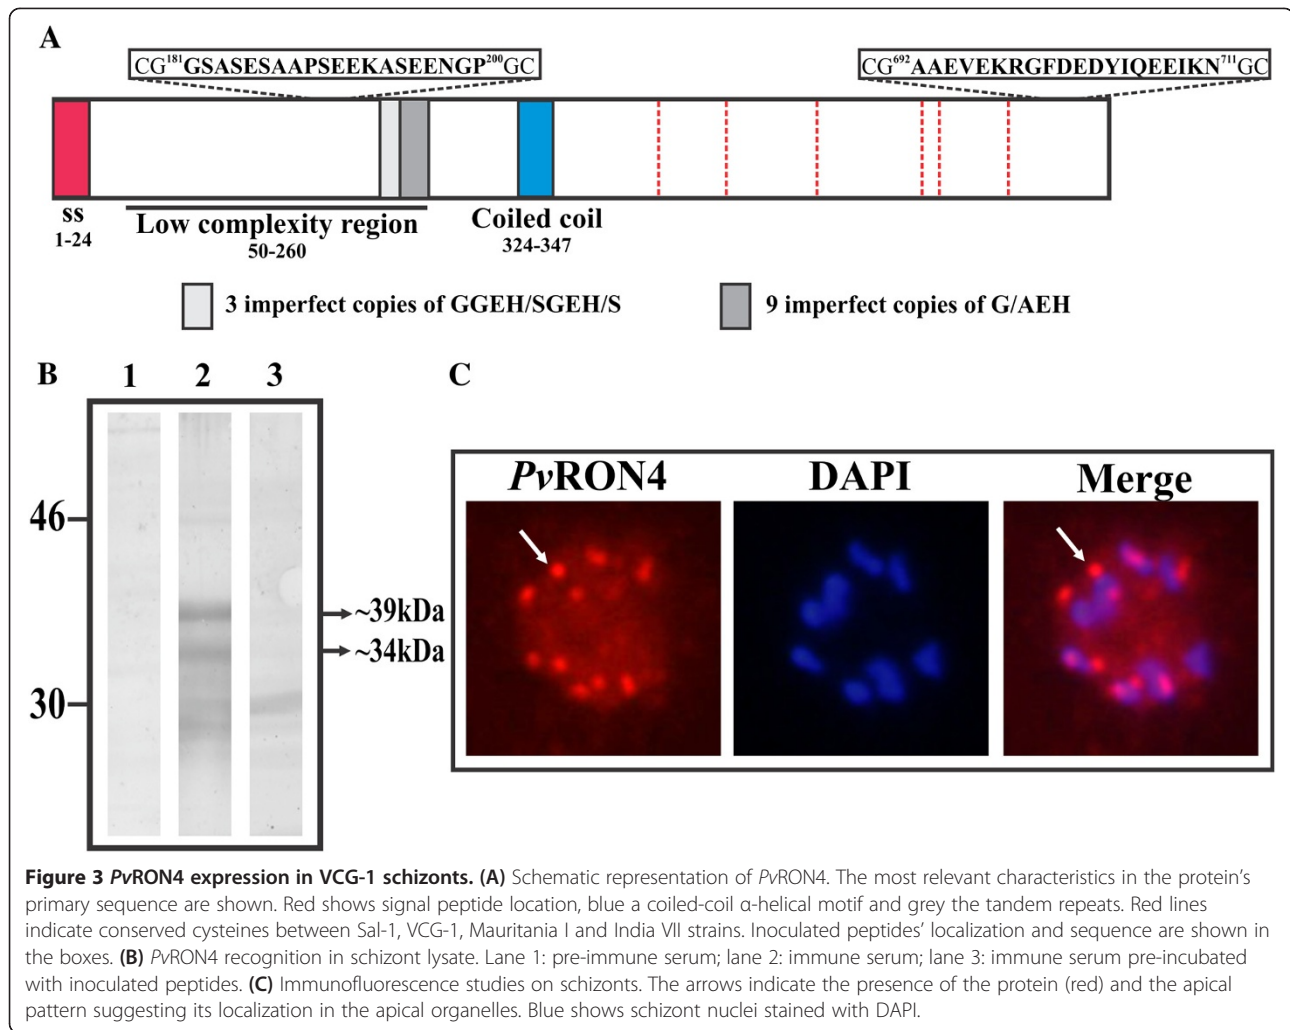 A
CG¹⁸¹GSASESAAPSEEKASEENGP²⁰⁰GC
CG⁶⁹²AAEVEKRGFDEDYIQEEIKN⁷¹¹GC
ss
1-24
Low complexity region
50-260
Coiled coil
324-347
3 imperfect copies of GGEH/SGEH/S
9 imperfect copies of G/AEH
B
1 2 3
46
30
~39kDa
~34kDa
C
PvRON4
DAPI
Merge
Figure 3 PvRON4 expression in VCG-1 schizonts. (A) Schematic representation of PvRON4. The most relevant characteristics in the protein's
primary sequence are shown. Red shows signal peptide location, blue a coiled-coil α-helical motif and grey the tandem repeats. Red lines
indicate conserved cysteines between Sal-1, VCG-1, Mauritania I and India VII strains. Inoculated peptides' localization and sequence are shown in
the boxes. (B) PvRON4 recognition in schizont lysate. Lane 1: pre-immune serum; lane 2: immune serum; lane 3: immune serum pre-incubated
with inoculated peptides. (C) Immunofluorescence studies on schizonts. The arrows indicate the presence of the protein (red) and the apical
pattern suggesting its localization in the apical organelles. Blue shows schizont nuclei stained with DAPI.